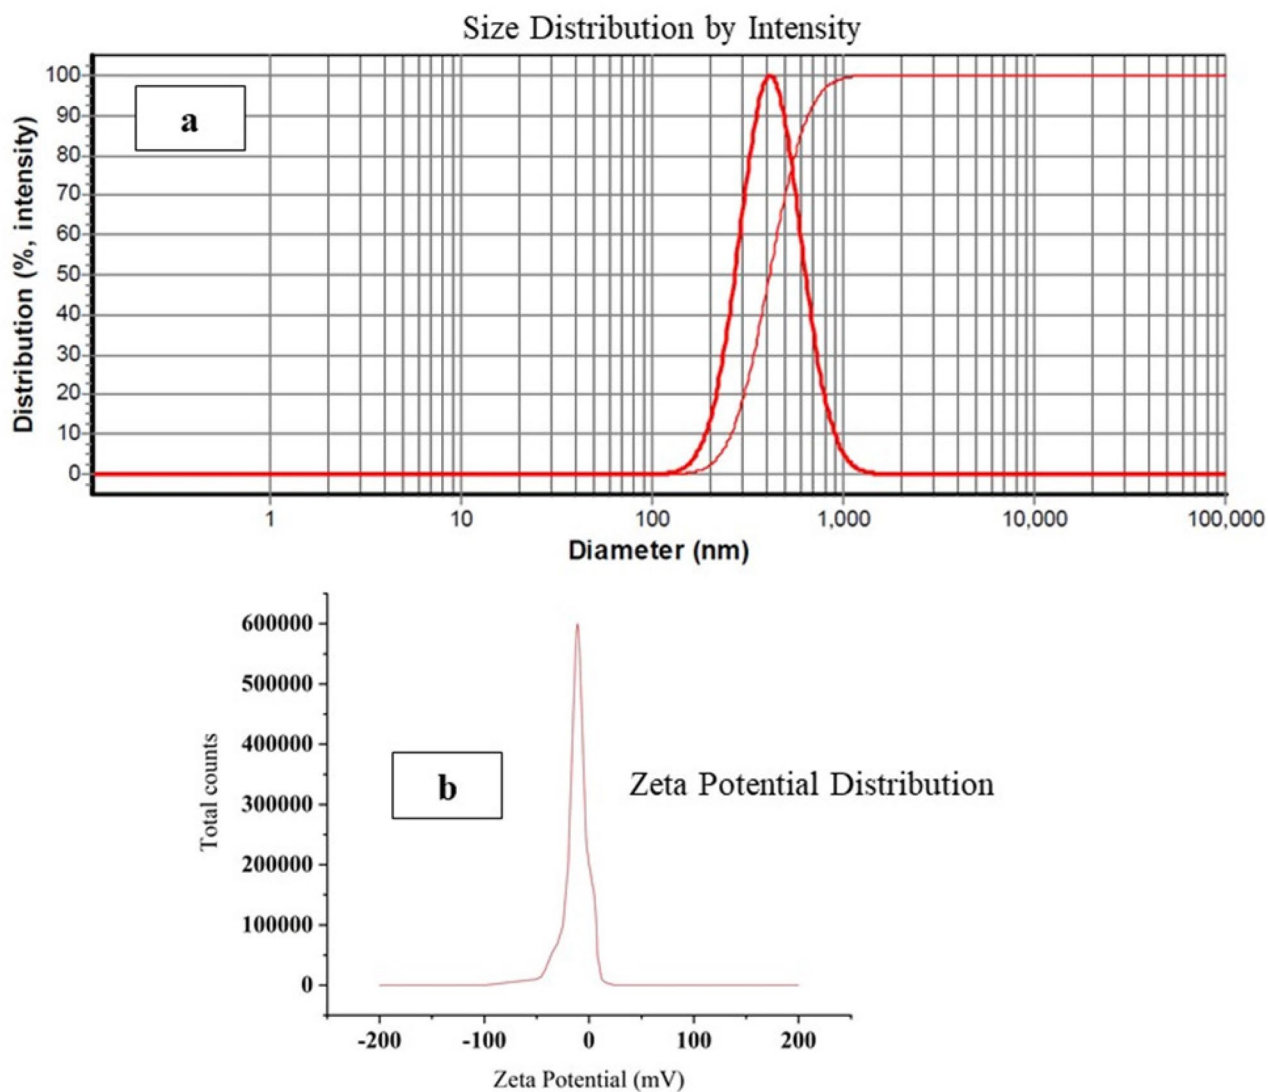 Size Distribution by Intensity
a
Distribution (%, intensity)
100
90
80
70
60
50
40
30
20
10
0
1 10 100 1,000 10,000 100,000
Diameter (nm)
b
Zeta Potential Distribution
Total counts
600000
500000
400000
300000
200000
100000
0
-200 -100 0 100 200
Zeta Potential (mV)